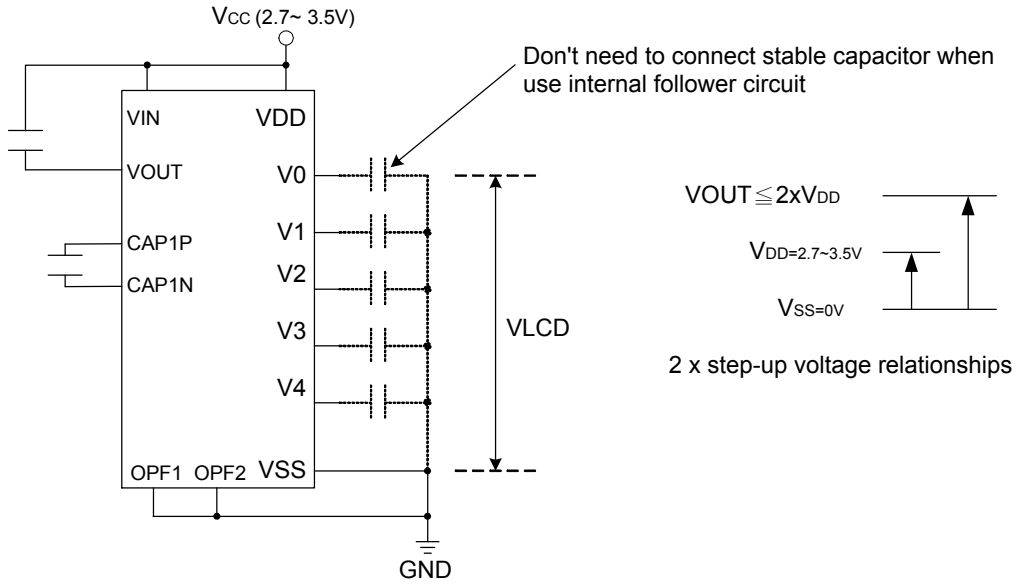 VCC (2.7~ 3.5V)
Don't need to connect stable capacitor when
use internal follower circuit
VIN
VDD
VOUT
V0
CAP1P
V1
CAP1N
V2
V3
V4
OPF1
OPF2
VSS
GND
VLCD
VOUT≦2xVDD
VDD=2.7~3.5V
VSS=0V
2 x step-up voltage relationships